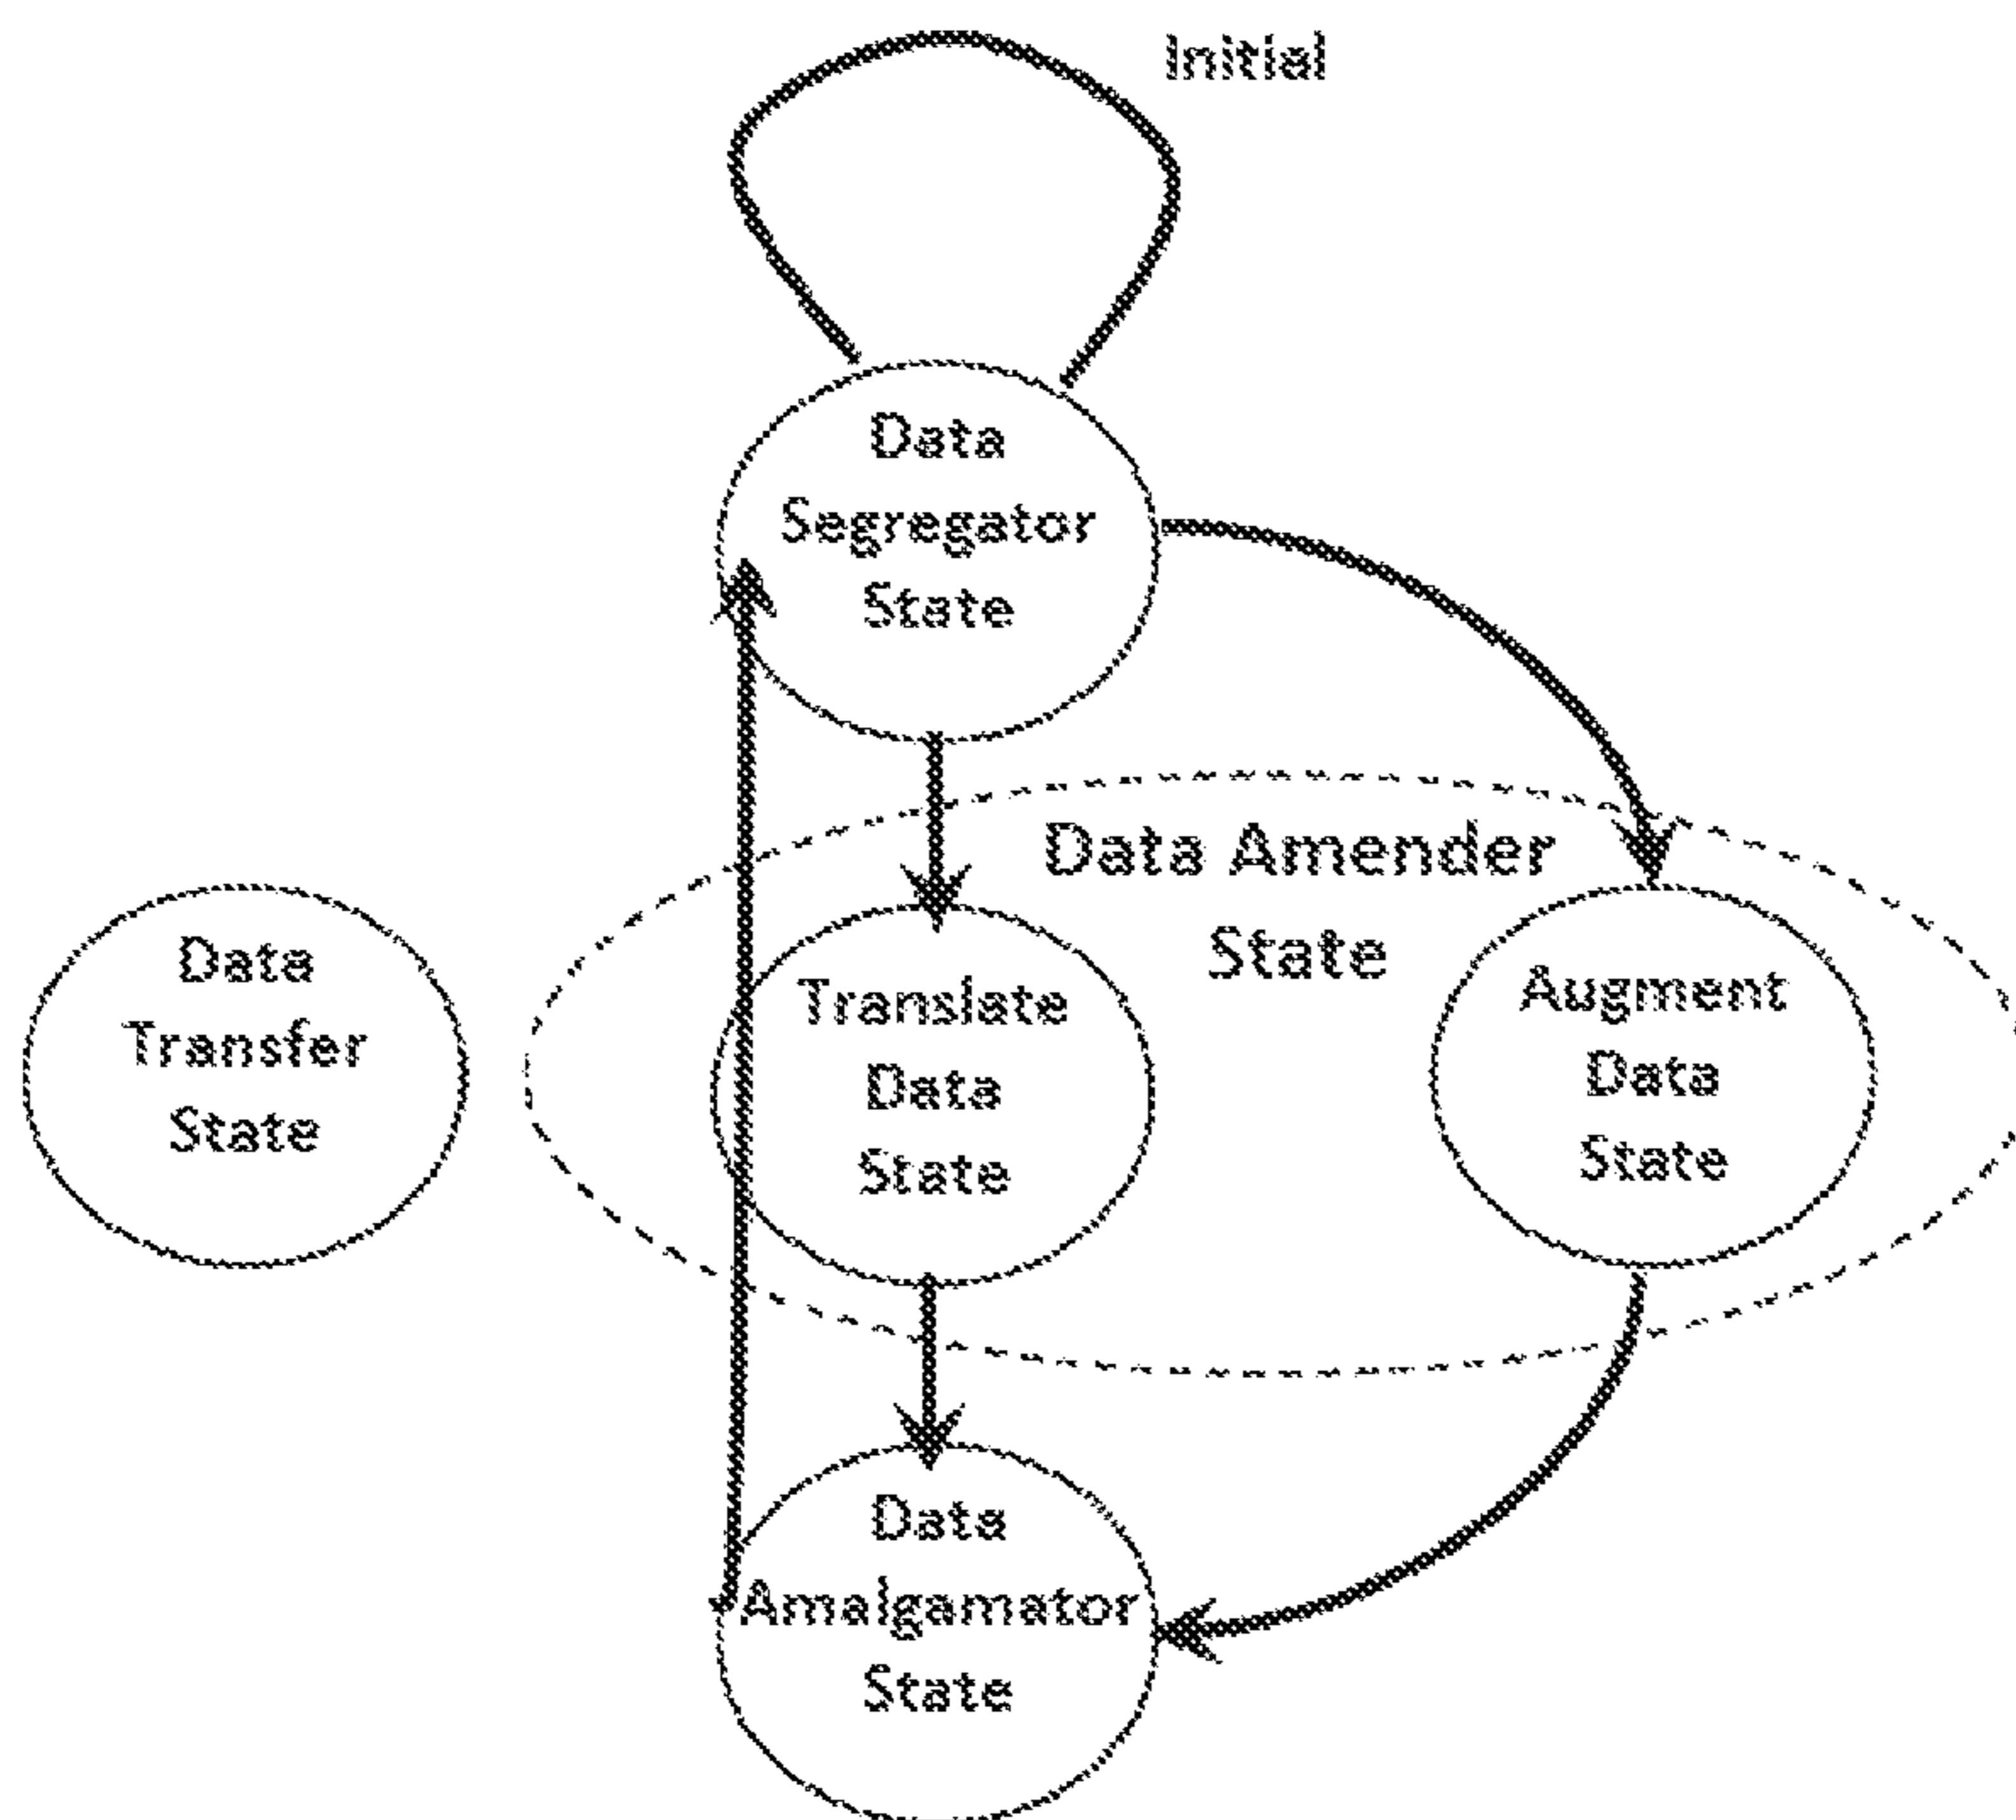 Initial
Data
Segregator
State
Data Amender
State
Data
Transfer
State
Translate
Data
State
Augment
Data
State
Data
Amalgamator
State